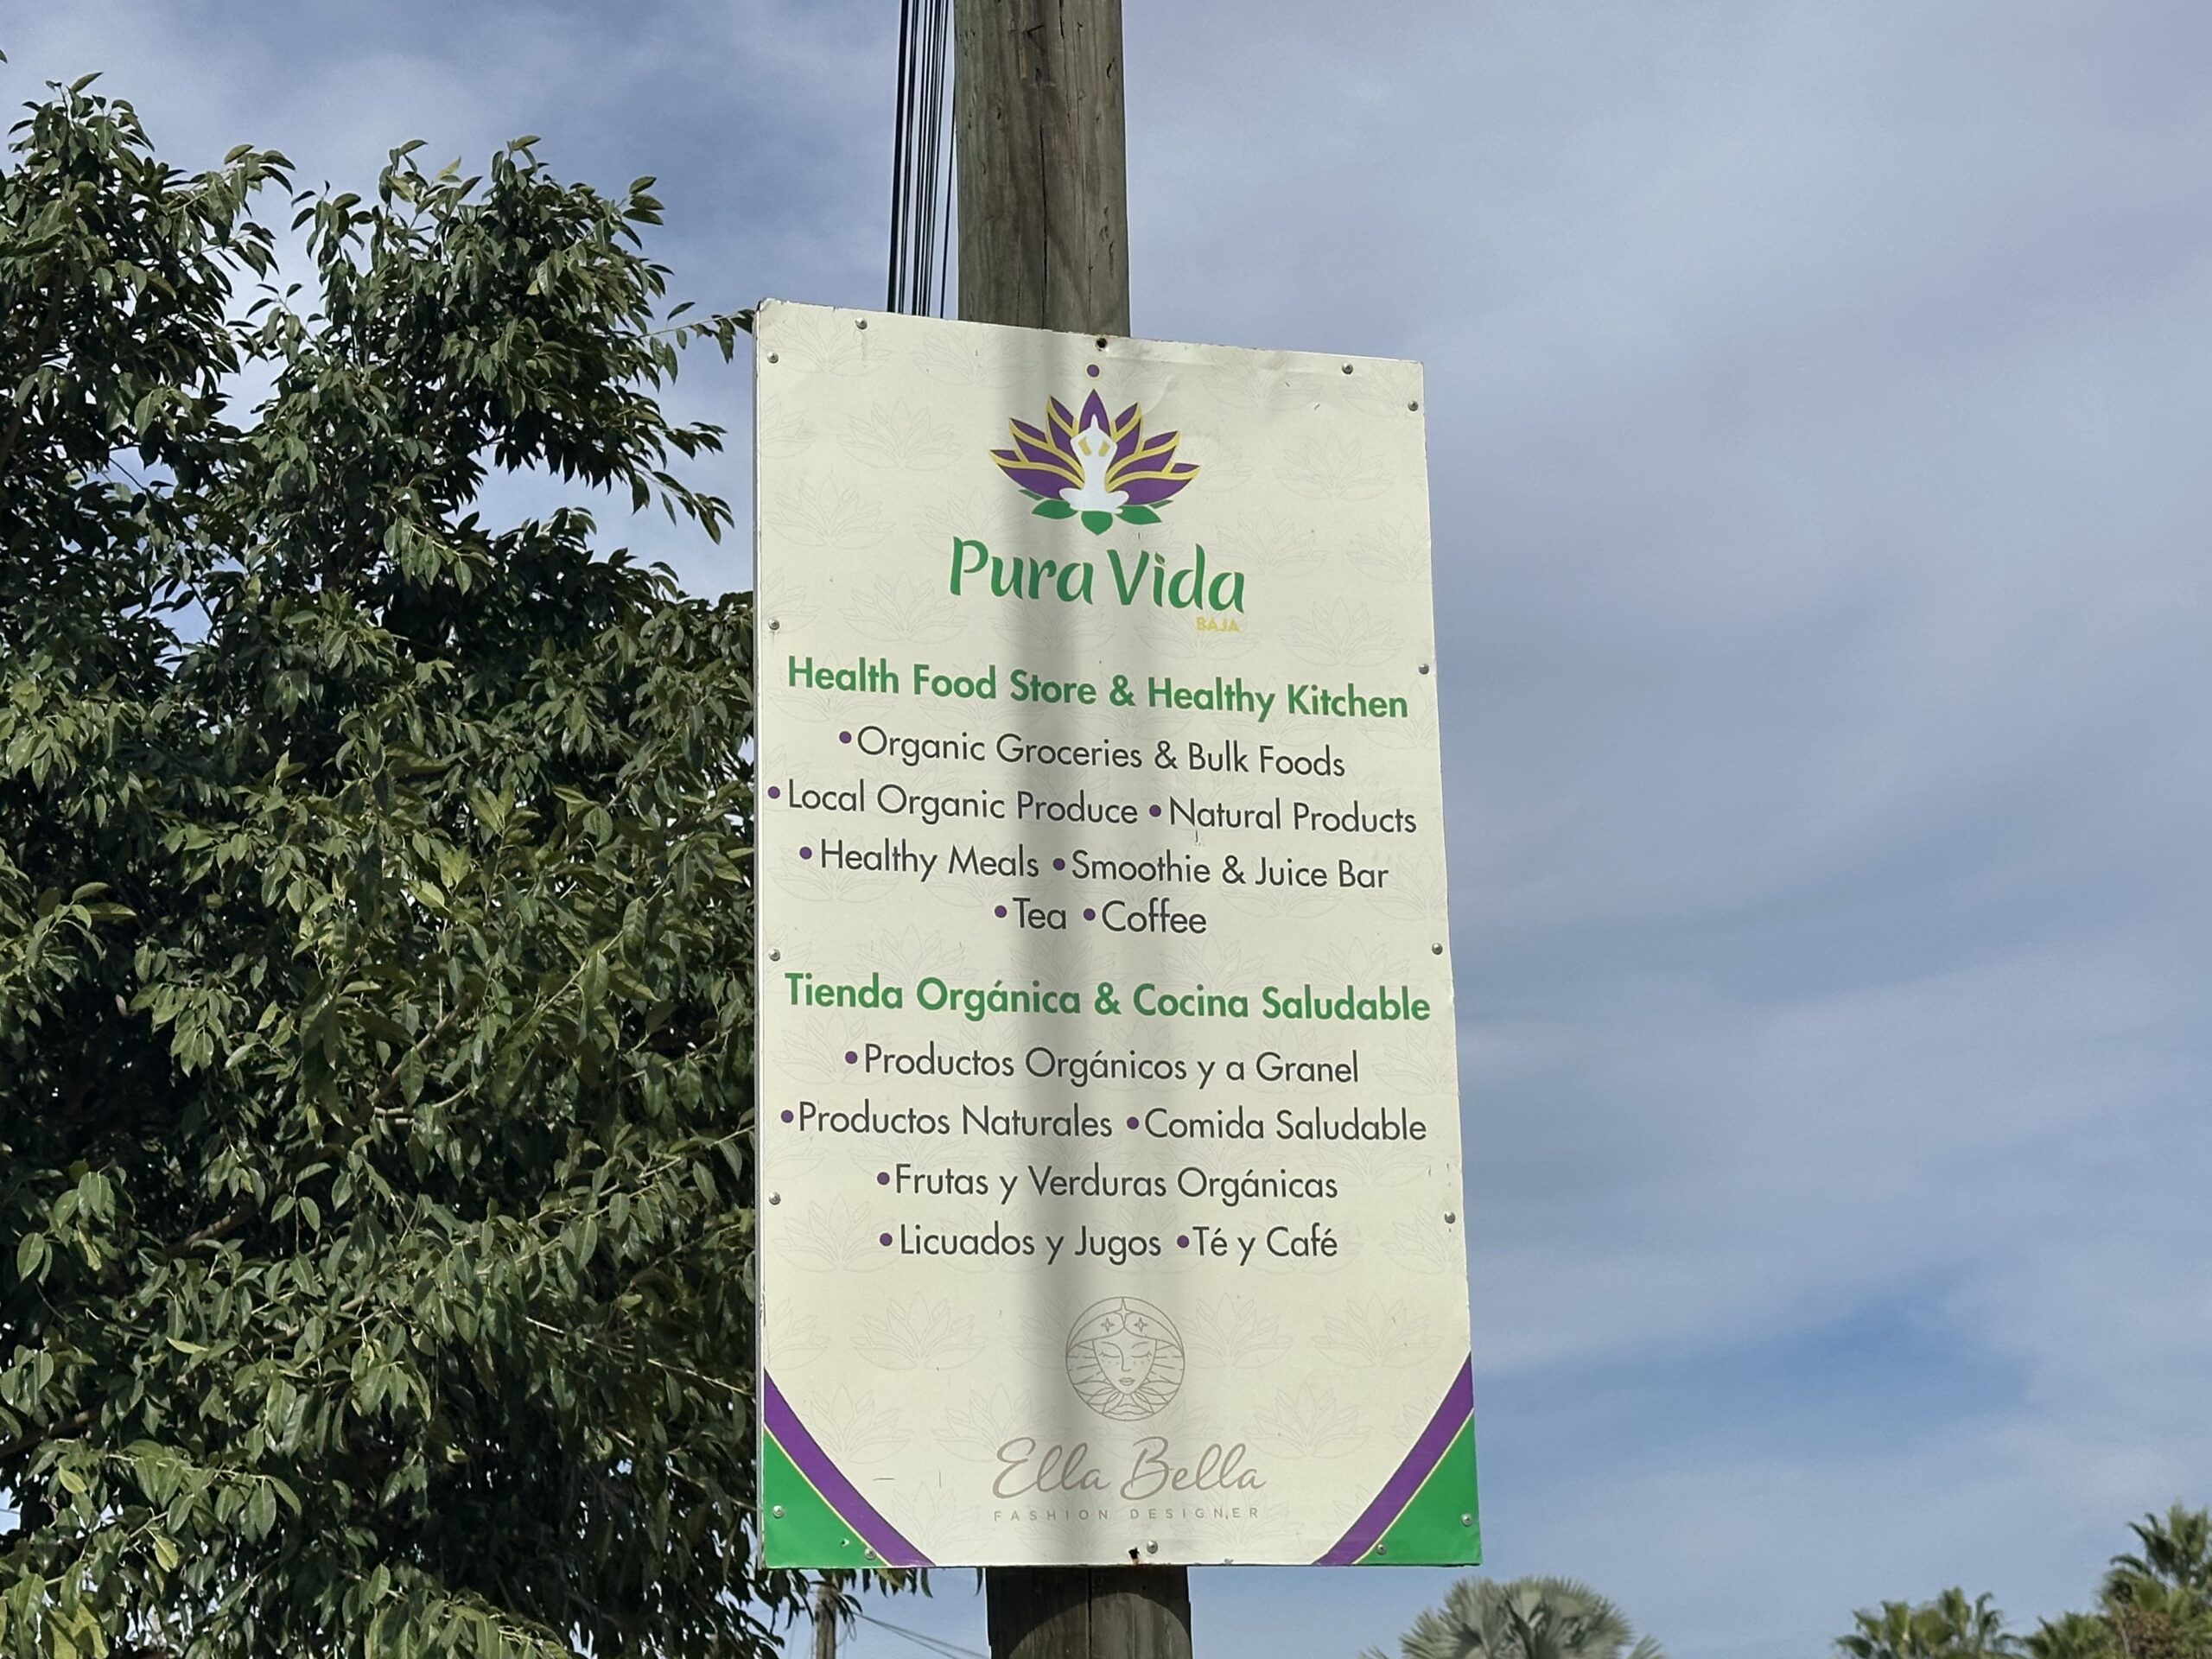 Pura Vida
BAJA
Health Food Store & Healthy Kitchen
•Organic Groceries & Bulk Foods
•Local Organic Produce •Natural Products
•Healthy Meals •Smoothie & Juice Bar
•Tea •Coffee
Tienda Orgánica & Cocina Saludable
•Productos Orgánicos y a Granel
•Productos Naturales •Comida Saludable
•Frutas y Verduras Orgánicas
•Licuados y Jugos •Té y Café
Ella Bella
FASHION DESIGNER